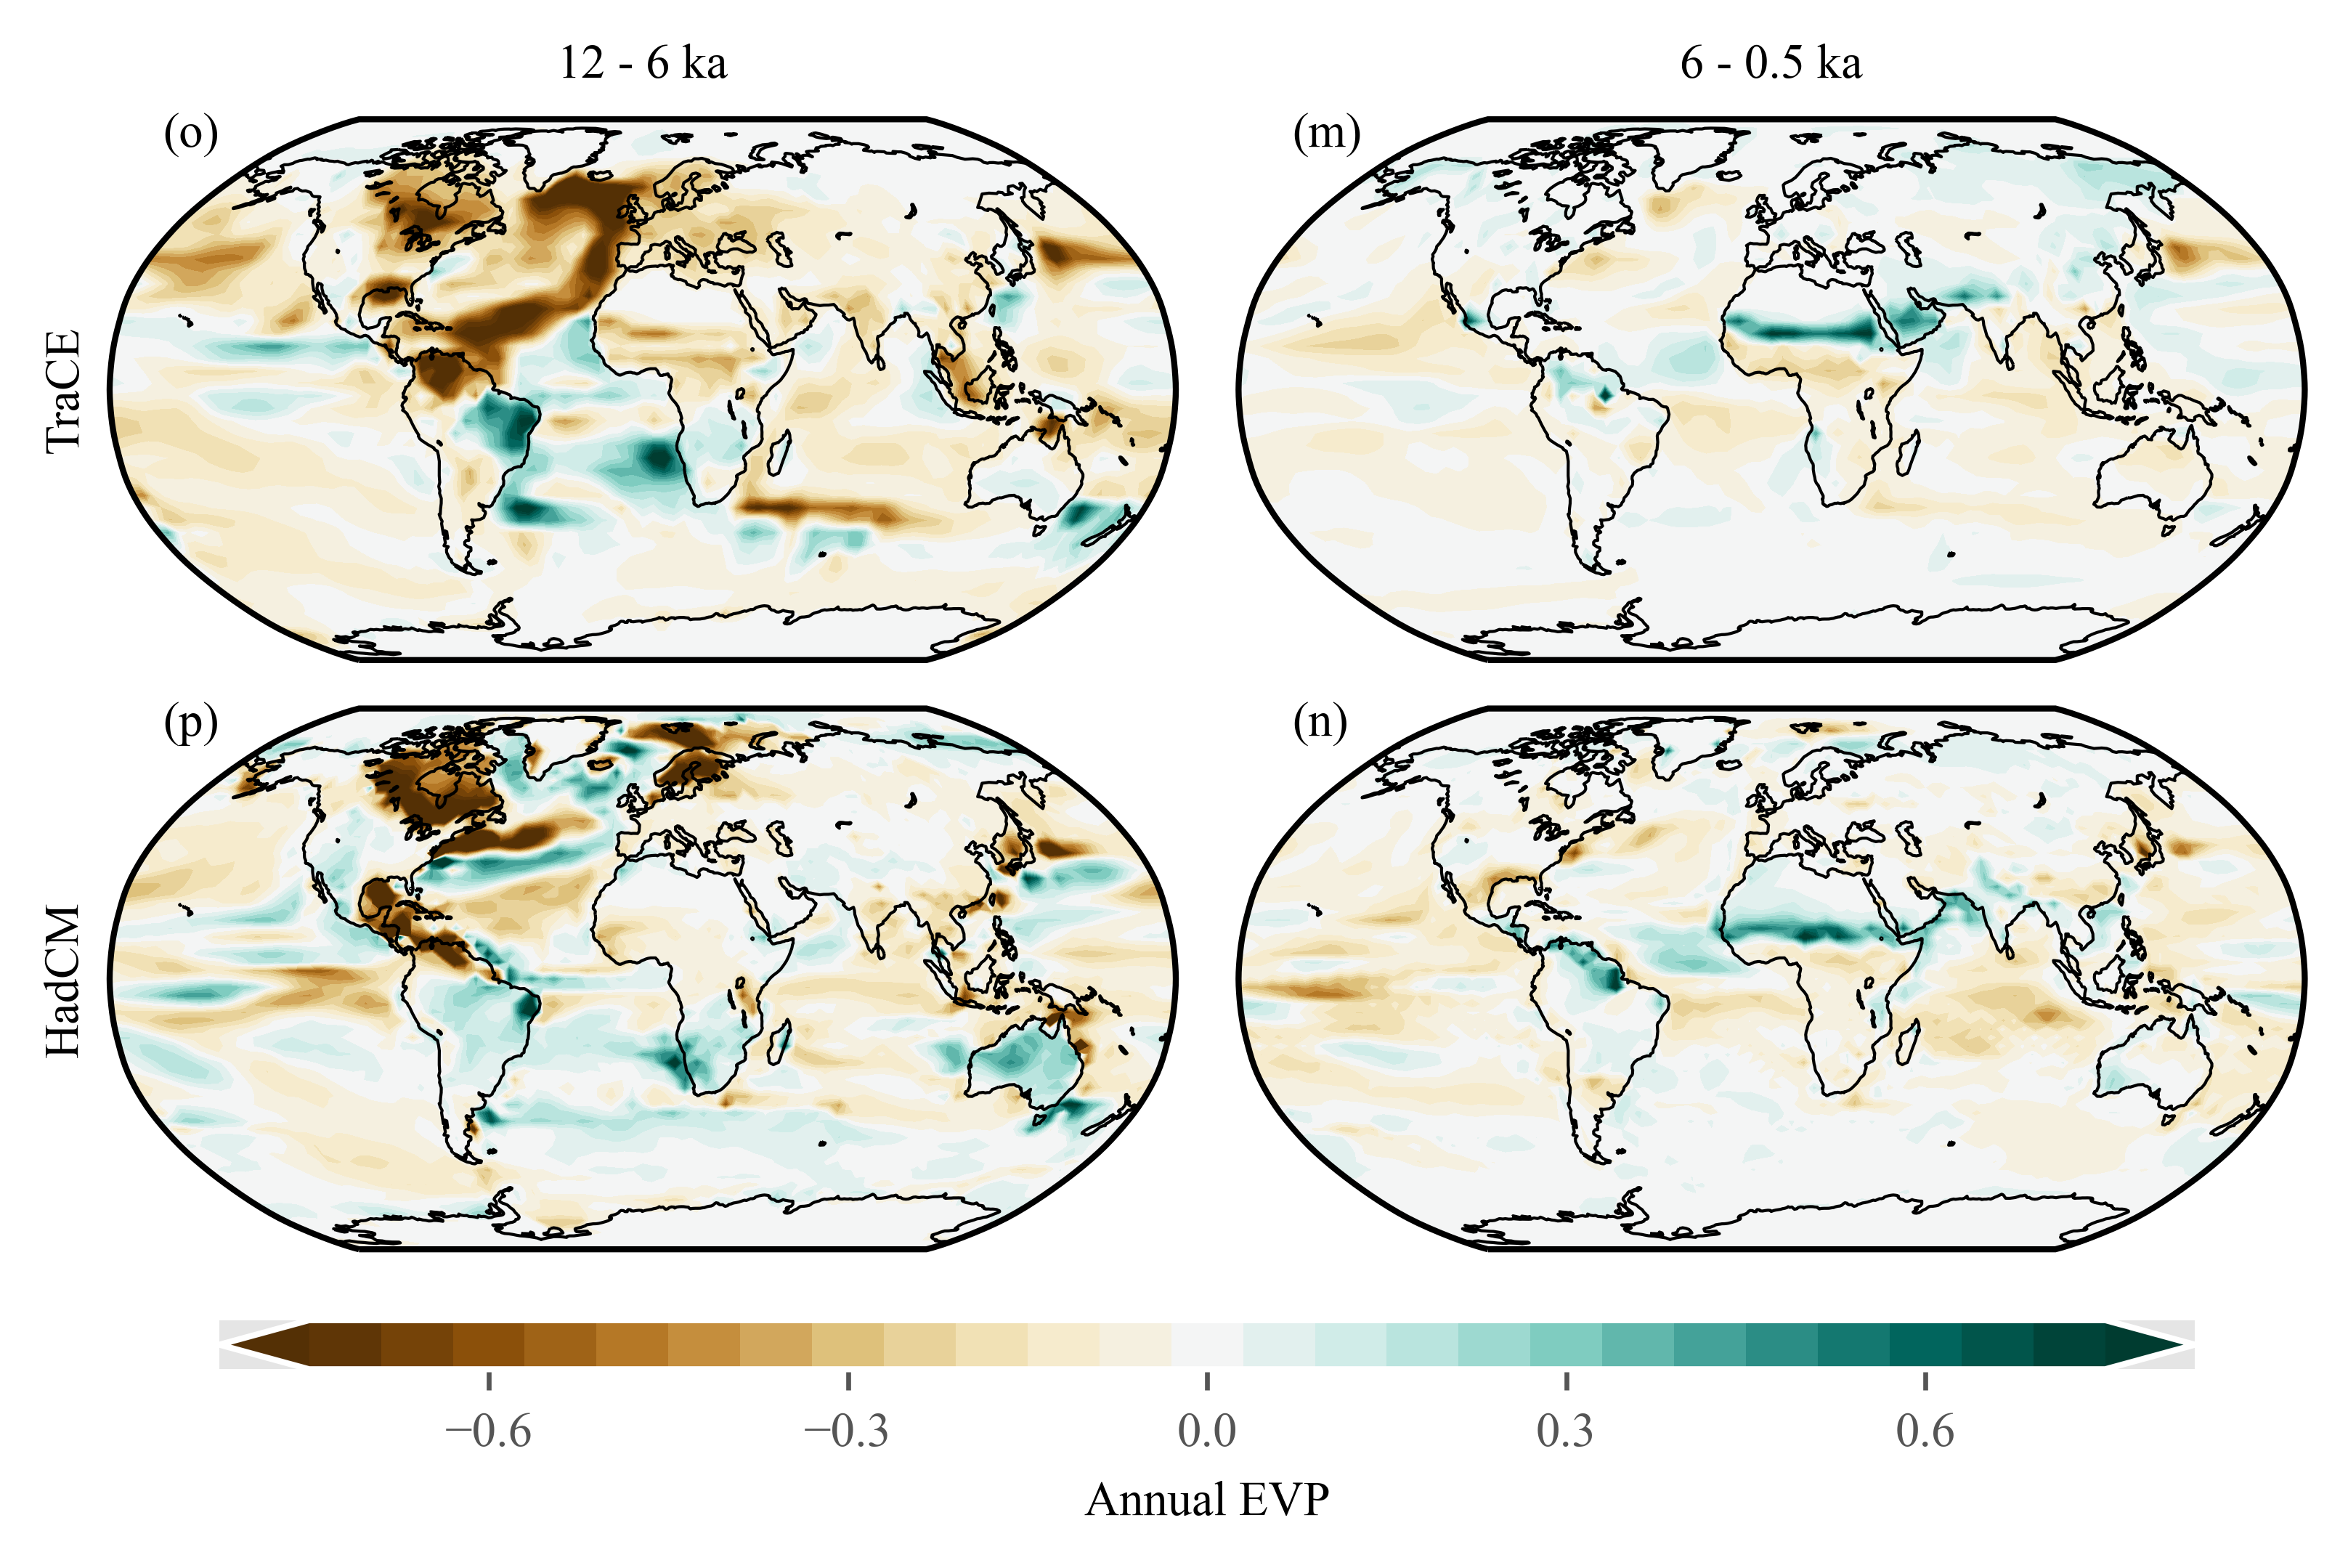 12 - 6 ka
6 - 0.5 ka
(o)
(m)
TraCE
(p)
(n)
HadCM
−0.6
−0.3
0.0
0.3
0.6
Annual EVP